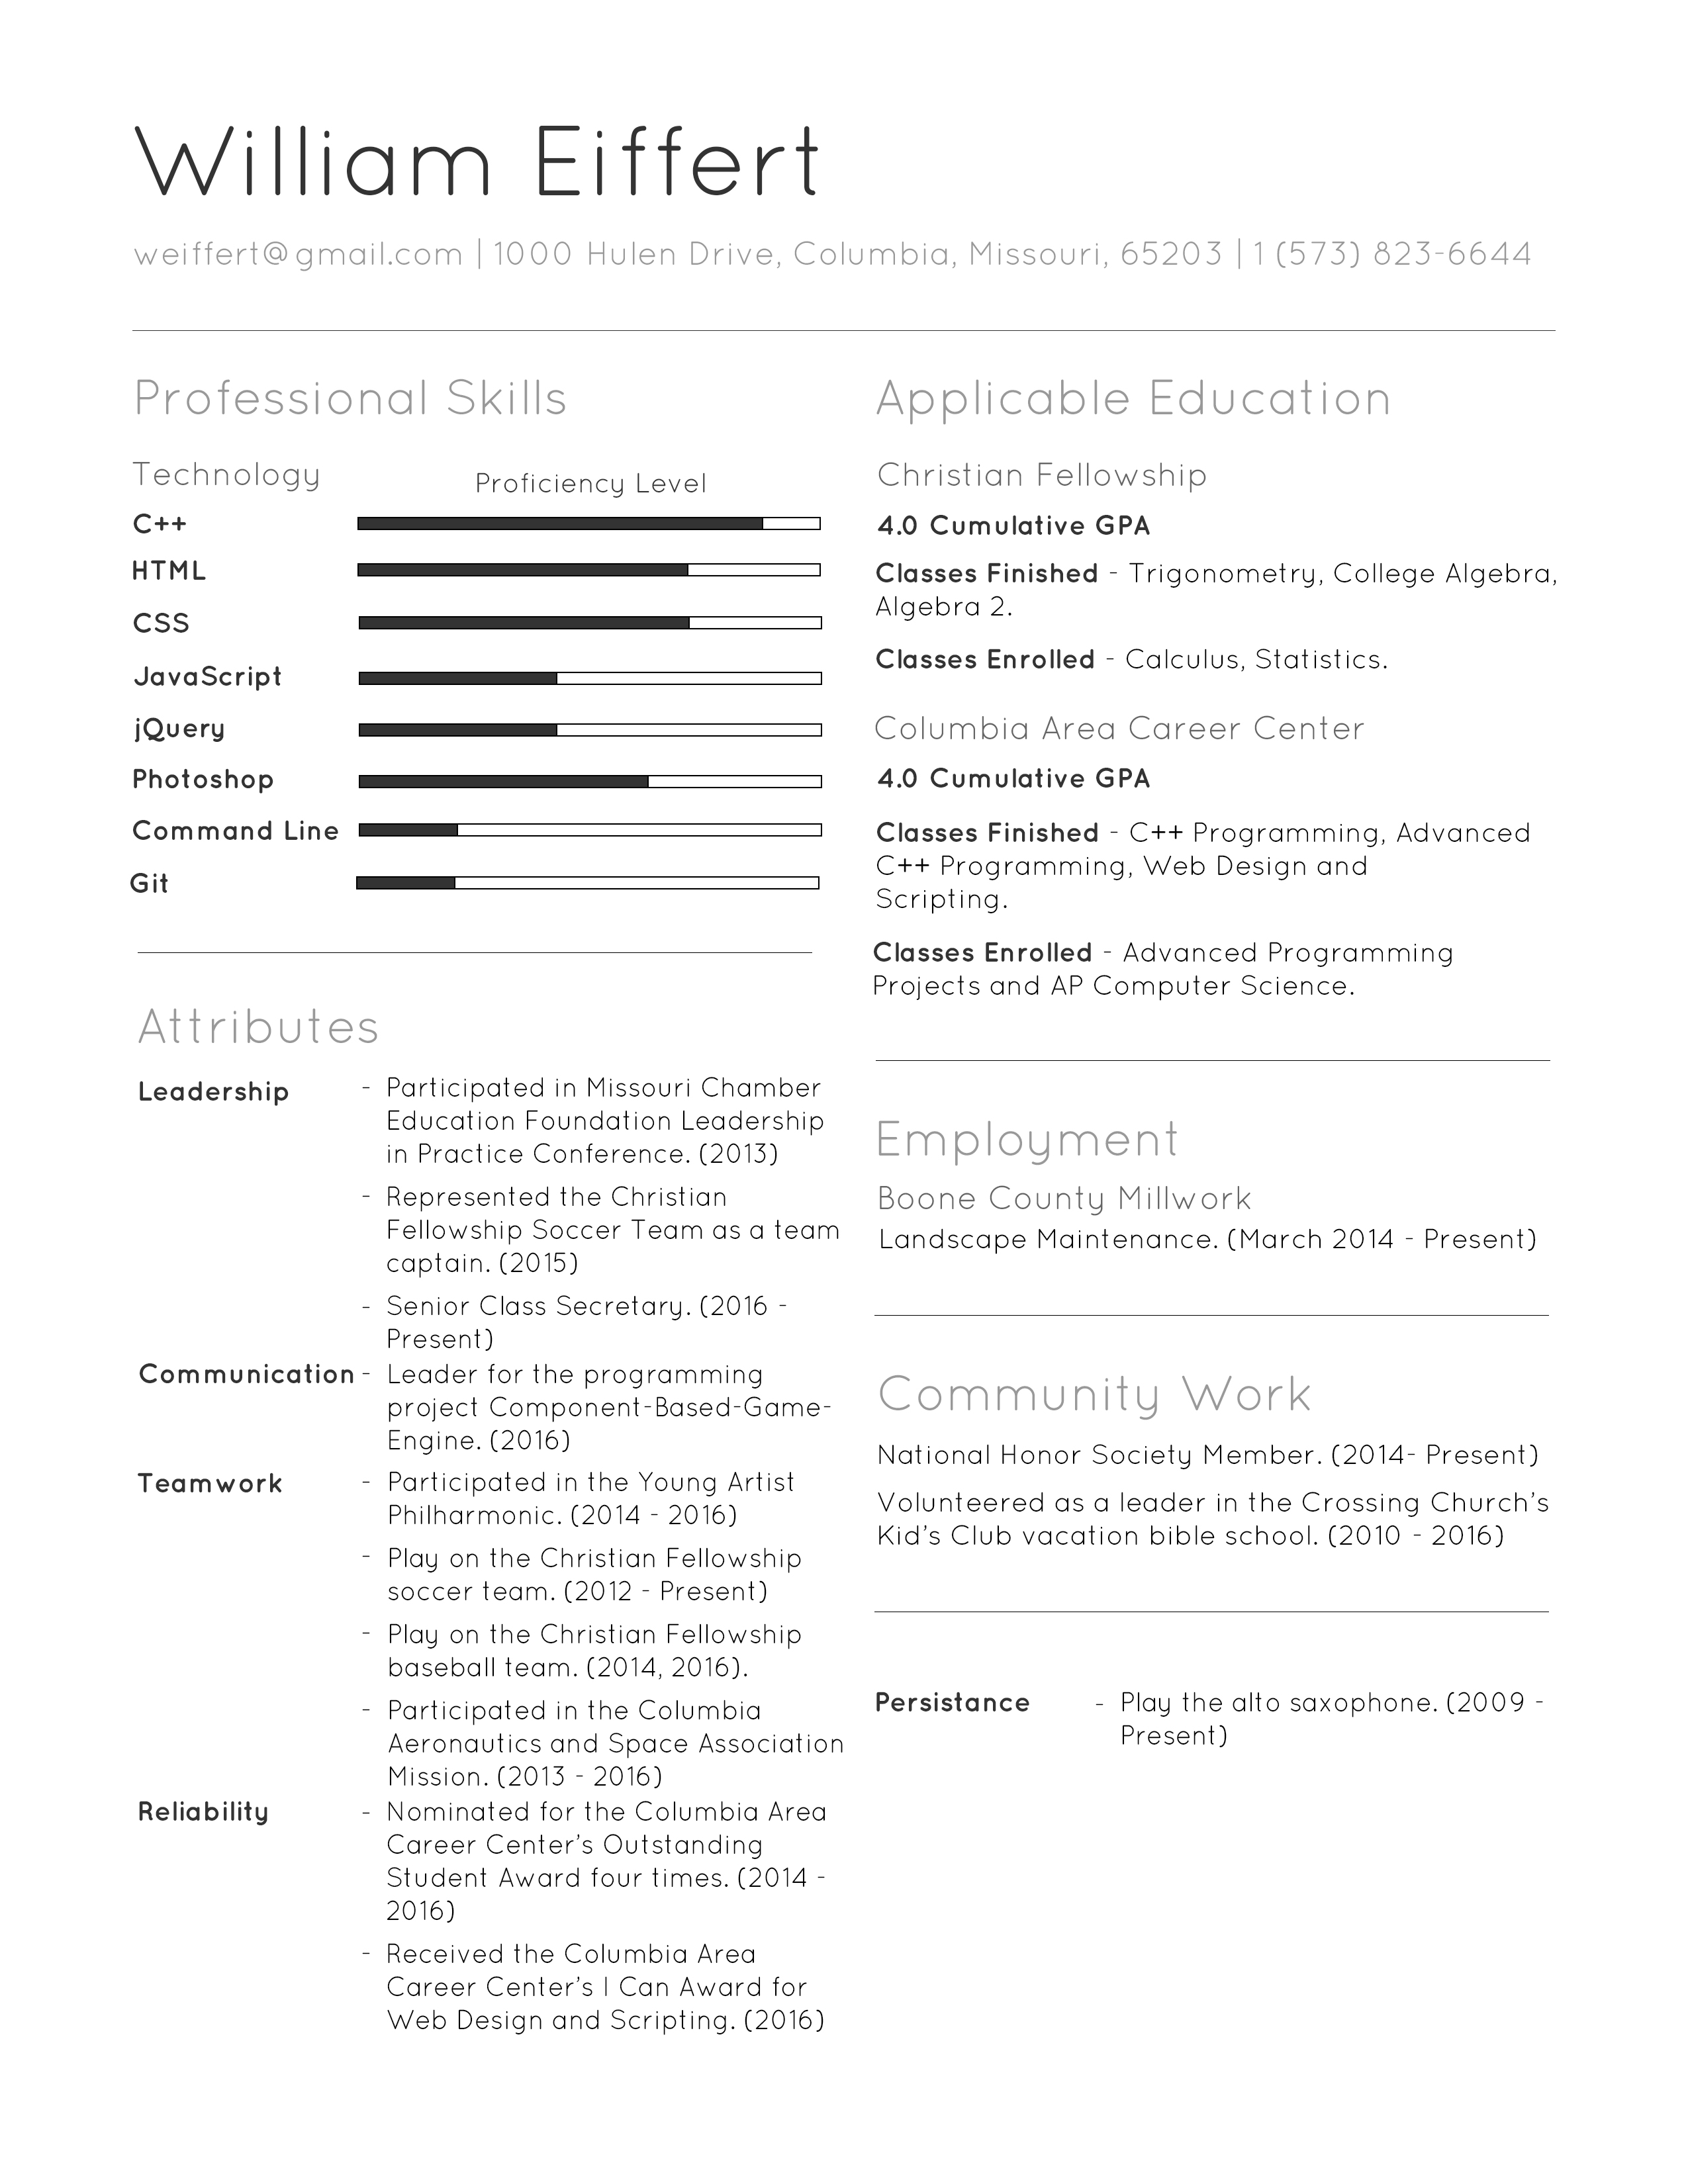 William Eiffert
weiffert@gmail.com | 1000 Hulen Drive, Columbia, Missouri, 65203 | 1 (573) 823-6644
Professional Skills
Technology
Proficiency Level
C++
HTML
CSS
JavaScript
jQuery
Photoshop
Command Line
Git
Attributes
Leadership
- Participated in Missouri Chamber
Education Foundation Leadership
in Practice Conference. (2013)
- Represented the Christian
Fellowship Soccer Team as a team
captain. (2015)
- Senior Class Secretary. (2016 -
Present)
Communication - Leader for the programming
project Component-Based-Game-
Engine. (2016)
Teamwork
- Participated in the Young Artist
Philharmonic. (2014 - 2016)
- Play on the Christian Fellowship
soccer team. (2012 - Present)
- Play on the Christian Fellowship
baseball team. (2014, 2016).
- Participated in the Columbia
Aeronautics and Space Association
Mission. (2013 - 2016)
Reliability
- Nominated for the Columbia Area
Career Center's Outstanding
Student Award four times. (2014 -
2016)
- Received the Columbia Area
Career Center's I Can Award for
Web Design and Scripting. (2016)
Applicable Education
Christian Fellowship
4.0 Cumulative GPA
Classes Finished - Trigonometry, College Algebra,
Algebra 2.
Classes Enrolled - Calculus, Statistics.
Columbia Area Career Center
4.0 Cumulative GPA
Classes Finished - C++ Programming, Advanced
C++ Programming, Web Design and
Scripting.
Classes Enrolled - Advanced Programming
Projects and AP Computer Science.
Employment
Boone County Millwork
Landscape Maintenance. (March 2014 - Present)
Community Work
National Honor Society Member. (2014- Present)
Volunteered as a leader in the Crossing Church's
Kid's Club vacation bible school. (2010 - 2016)
Persistance
- Play the alto saxophone. (2009 -
Present)